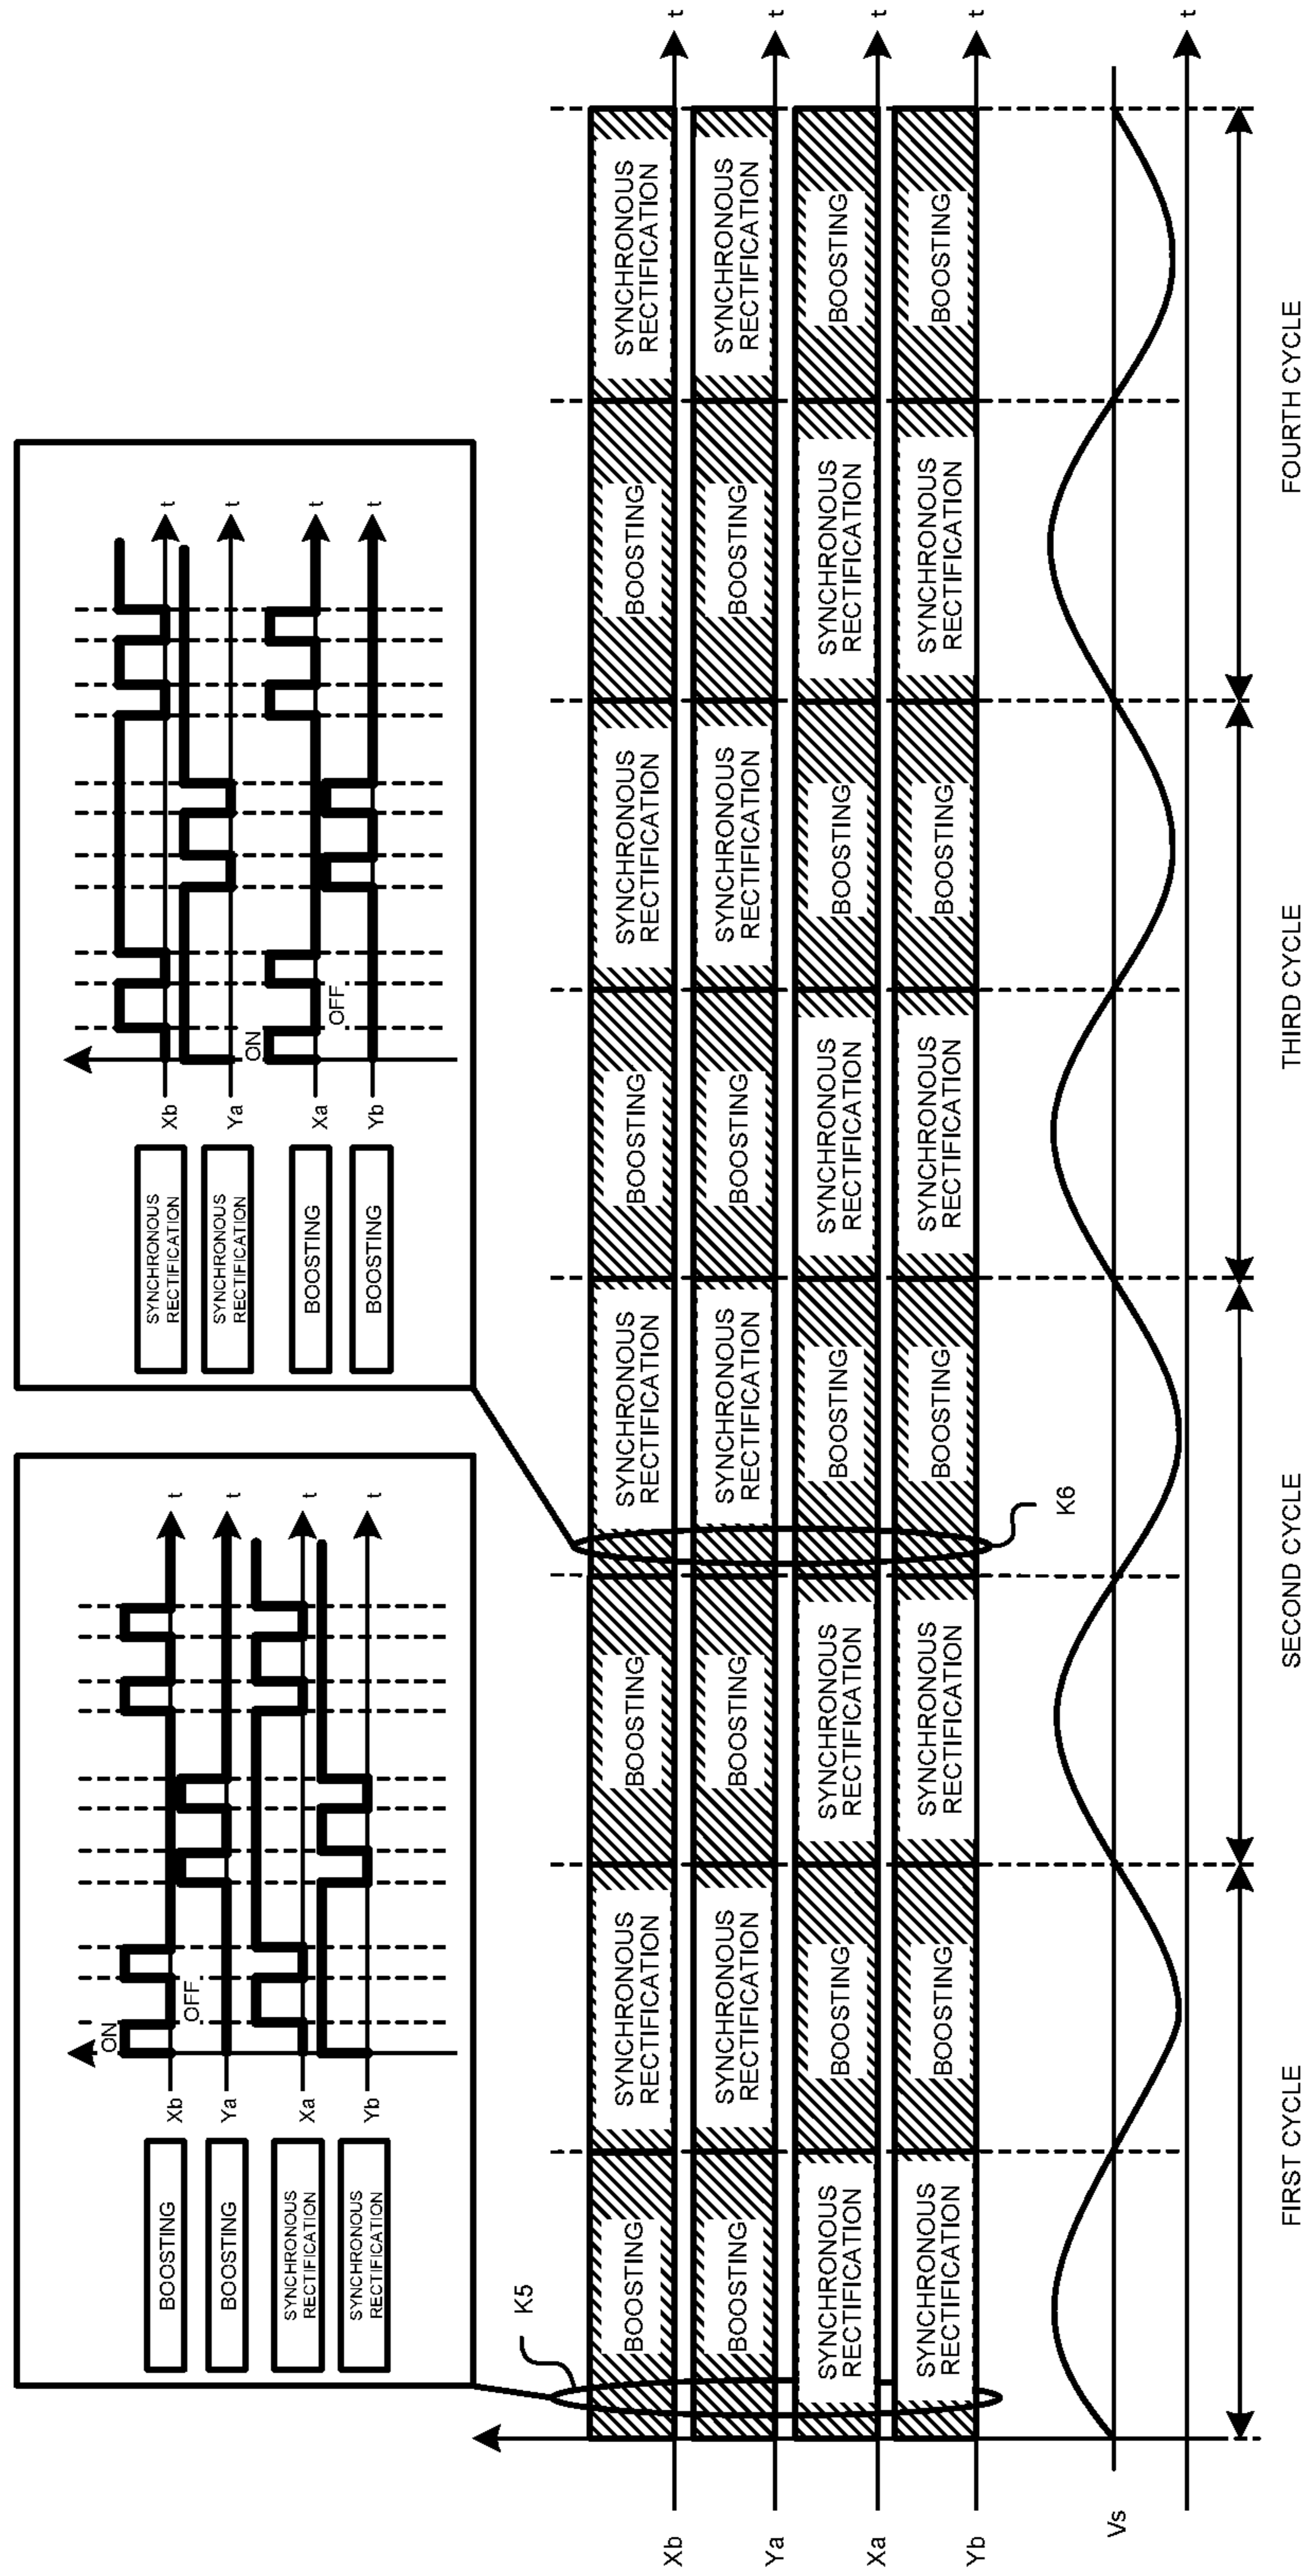 BOOSTING
Xb
ON
OFF
t
BOOSTING
Ya
t
SYNCHRONOUS
RECTIFICATION
Xa
t
SYNCHRONOUS
RECTIFICATION
Yb
t
SYNCHRONOUS
RECTIFICATION
Xb
t
SYNCHRONOUS
RECTIFICATION
Ya
t
ON
BOOSTING
Xa
OFF
t
BOOSTING
Yb
t
K5
K6
Xb
BOOSTING
SYNCHRONOUS
RECTIFICATION
BOOSTING
SYNCHRONOUS
RECTIFICATION
BOOSTING
SYNCHRONOUS
RECTIFICATION
BOOSTING
SYNCHRONOUS
RECTIFICATION
t
Ya
BOOSTING
SYNCHRONOUS
RECTIFICATION
BOOSTING
SYNCHRONOUS
RECTIFICATION
BOOSTING
SYNCHRONOUS
RECTIFICATION
BOOSTING
SYNCHRONOUS
RECTIFICATION
t
Xa
SYNCHRONOUS
RECTIFICATION
BOOSTING
SYNCHRONOUS
RECTIFICATION
BOOSTING
SYNCHRONOUS
RECTIFICATION
BOOSTING
SYNCHRONOUS
RECTIFICATION
BOOSTING
t
Yb
SYNCHRONOUS
RECTIFICATION
BOOSTING
SYNCHRONOUS
RECTIFICATION
BOOSTING
SYNCHRONOUS
RECTIFICATION
BOOSTING
SYNCHRONOUS
RECTIFICATION
BOOSTING
t
Vs
t
FIRST CYCLE
SECOND CYCLE
THIRD CYCLE
FOURTH CYCLE